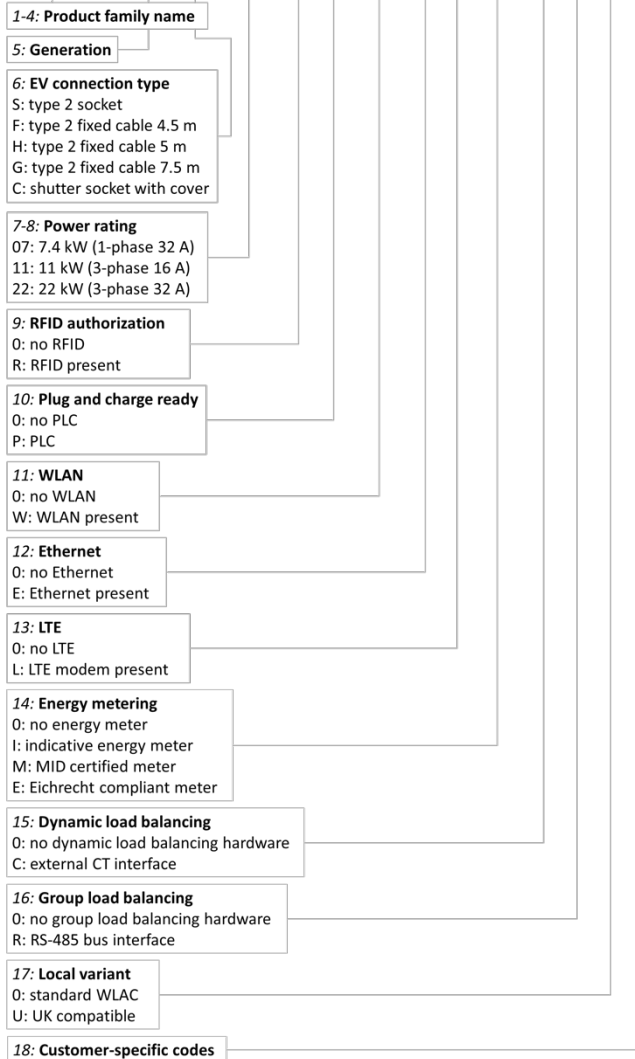 1-4: Product family name
5: Generation
6: EV connection type
S: type 2 socket
F: type 2 fixed cable 4.5 m
H: type 2 fixed cable 5 m
G: type 2 fixed cable 7.5 m
C: shutter socket with cover
7-8: Power rating
07: 7.4 kW (1-phase 32 A)
11: 11 kW (3-phase 16 A)
22: 22 kW (3-phase 32 A)
9: RFID authorization
0: no RFID
R: RFID present
10: Plug and charge ready
0: no PLC
P: PLC
11: WLAN
0: no WLAN
W: WLAN present
12: Ethernet
0: no Ethernet
E: Ethernet present
13: LTE
0: no LTE
L: LTE modem present
14: Energy metering
0: no energy meter
I: indicative energy meter
M: MID certified meter
E: Eichrecht compliant meter
15: Dynamic load balancing
0: no dynamic load balancing hardware
C: external CT interface
16: Group load balancing
0: no group load balancing hardware
R: RS-485 bus interface
17: Local variant
0: standard WLAC
U: UK compatible
18: Customer-specific codes